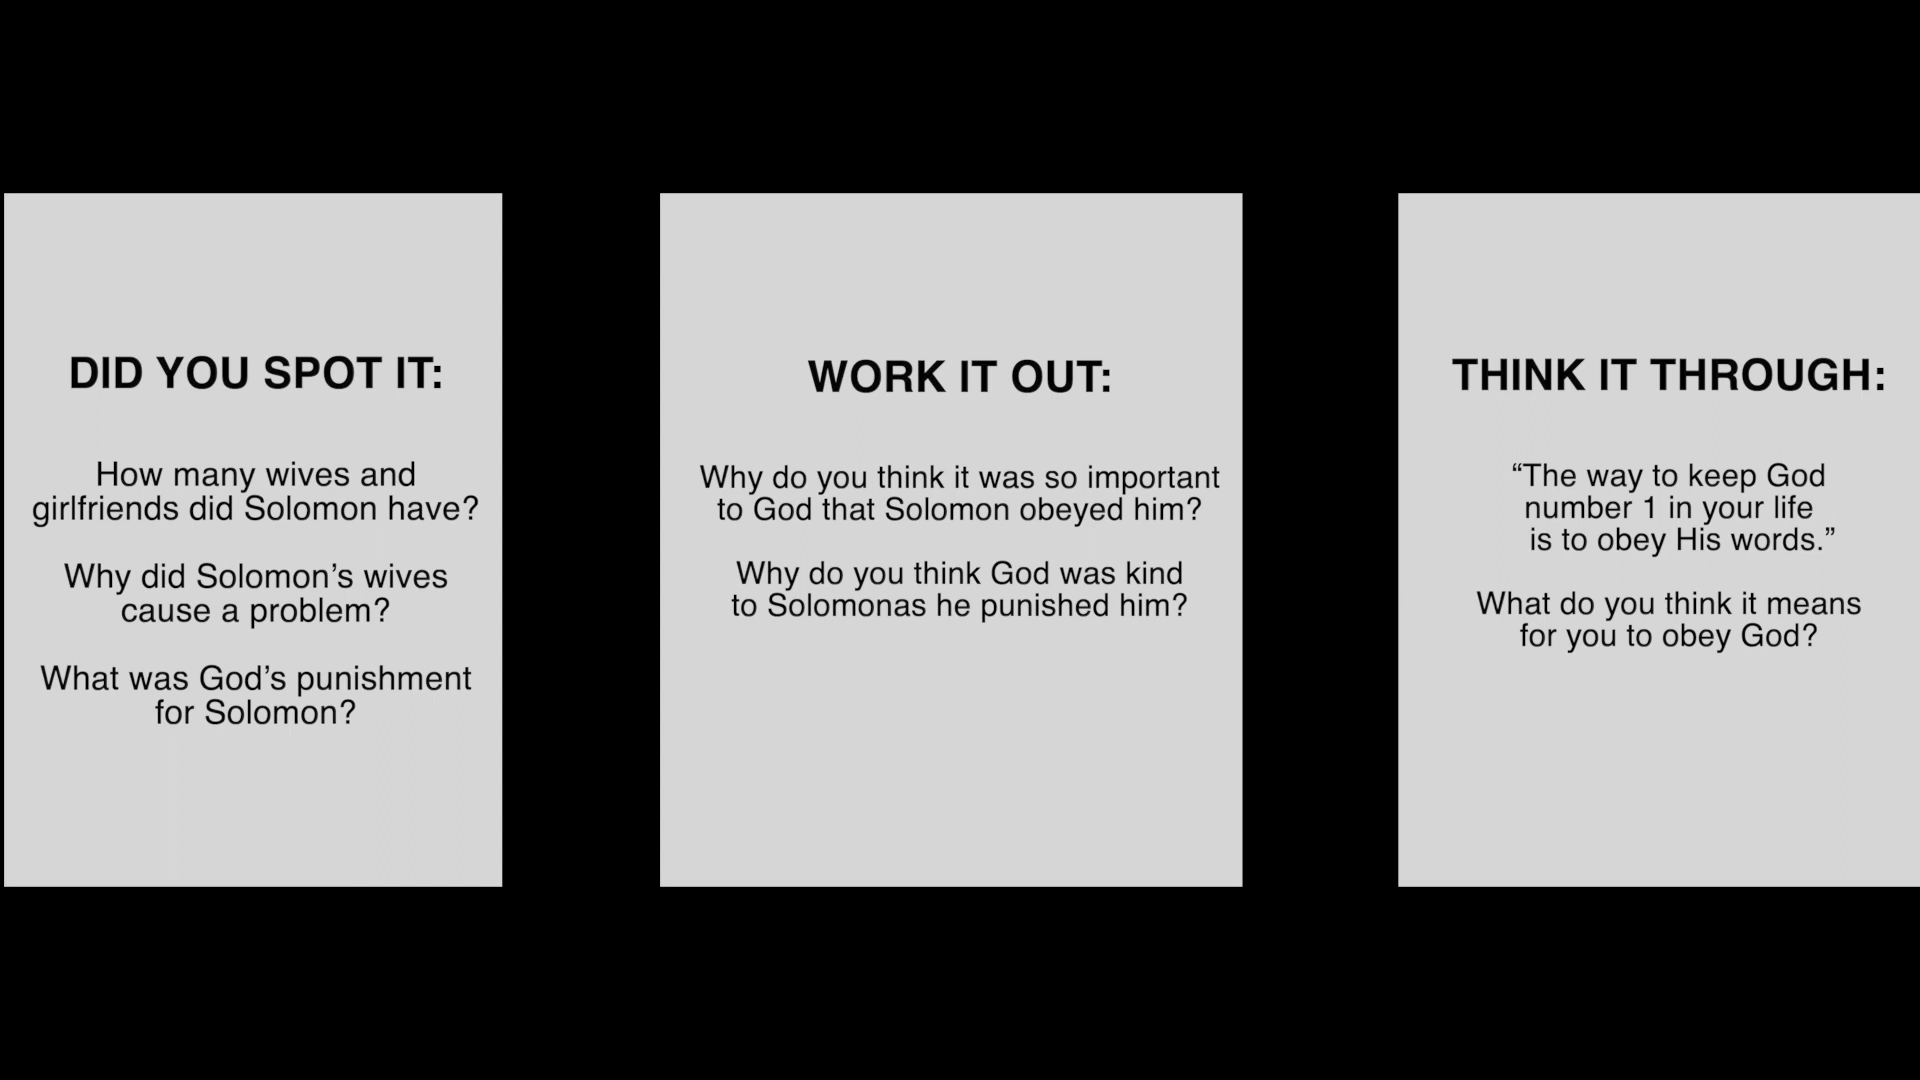 DID YOU SPOT IT:
How many wives and
girlfriends did Solomon have?
Why did Solomon’s wives
cause a problem?
What was God’s punishment
for Solomon?
WORK IT OUT:
Why do you think it was so important
to God that Solomon obeyed him?
Why do you think God was kind
to Solomonas he punished him?
THINK IT THROUGH:
“The way to keep God
number 1 in your life
is to obey His words.”
What do you think it means
for you to obey God?